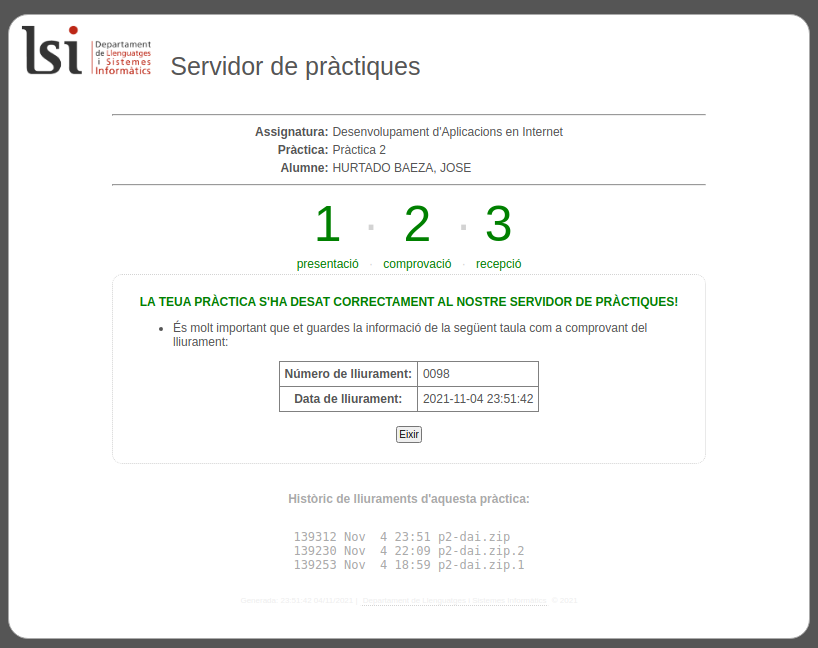 lsi
Departament
de Llenguatges
i Sistemes
Informàtics
Servidor de pràctiques
Assignatura: Desenvolupament d'Aplicacions en Internet
Pràctica: Pràctica 2
Alumne: HURTADO BAEZA, JOSE
1 · 2 · 3
presentació · comprovació · recepció
LA TEUA PRÀCTICA S'HA DESAT CORRECTAMENT AL NOSTRE SERVIDOR DE PRÀCTIQUES!
• És molt important que et guardes la informació de la següent taula com a comprovant del
lliurament:
Número de lliurament: 0098
Data de lliurament: 2021-11-04 23:51:42
Eixir
Històric de lliuraments d'aquesta pràctica:
139312 Nov  4 23:51 p2-dai.zip
139230 Nov  4 22:09 p2-dai.zip.2
139253 Nov  4 18:59 p2-dai.zip.1
Departament de Llenguatges i Sistemes Informàtics